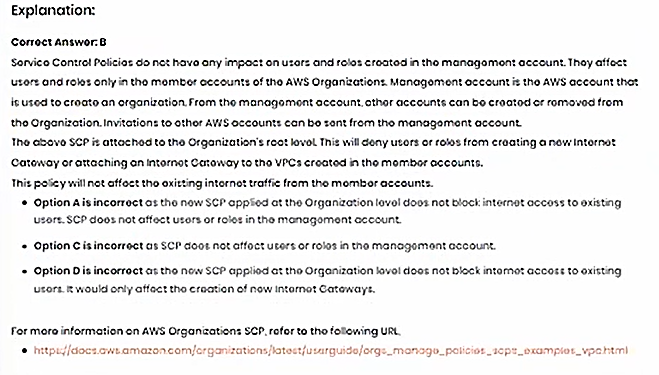 Explanation:
Correct Answer: B
Service Control Policies do not have any impact on users and roles created in the management account. They affect
users and roles only in the member accounts of the AWS Organizations. Management account is the AWS account that
is used to create an organization. From the management account, other accounts can be created or removed from
the Organization. Invitations to other AWS accounts can be sent from the management account.
The above SCP is attached to the Organization's root level. This will deny users or roles from creating a new Internet
Gateway or attaching an Internet Gateway to the VPCs created in the member accounts.
This policy will not affect the existing internet traffic from the member accounts.
• Option A is incorrect as the new SCP applied at the Organization level does not block internet access to existing
users. SCP does not affect users or roles in the management account.
• Option C is incorrect as SCP does not affect users or roles in the management account.
• Option D is incorrect as the new SCP applied at the Organization level does not block internet access to existing
users. It would only affect the creation of new Internet Gateways.
For more information on AWS Organizations SCP, refer to the following URL,
• https://docs.aws.amazon.com/organizations/latest/userguide/orgs_manage_policies_scps_examples_vpc.html